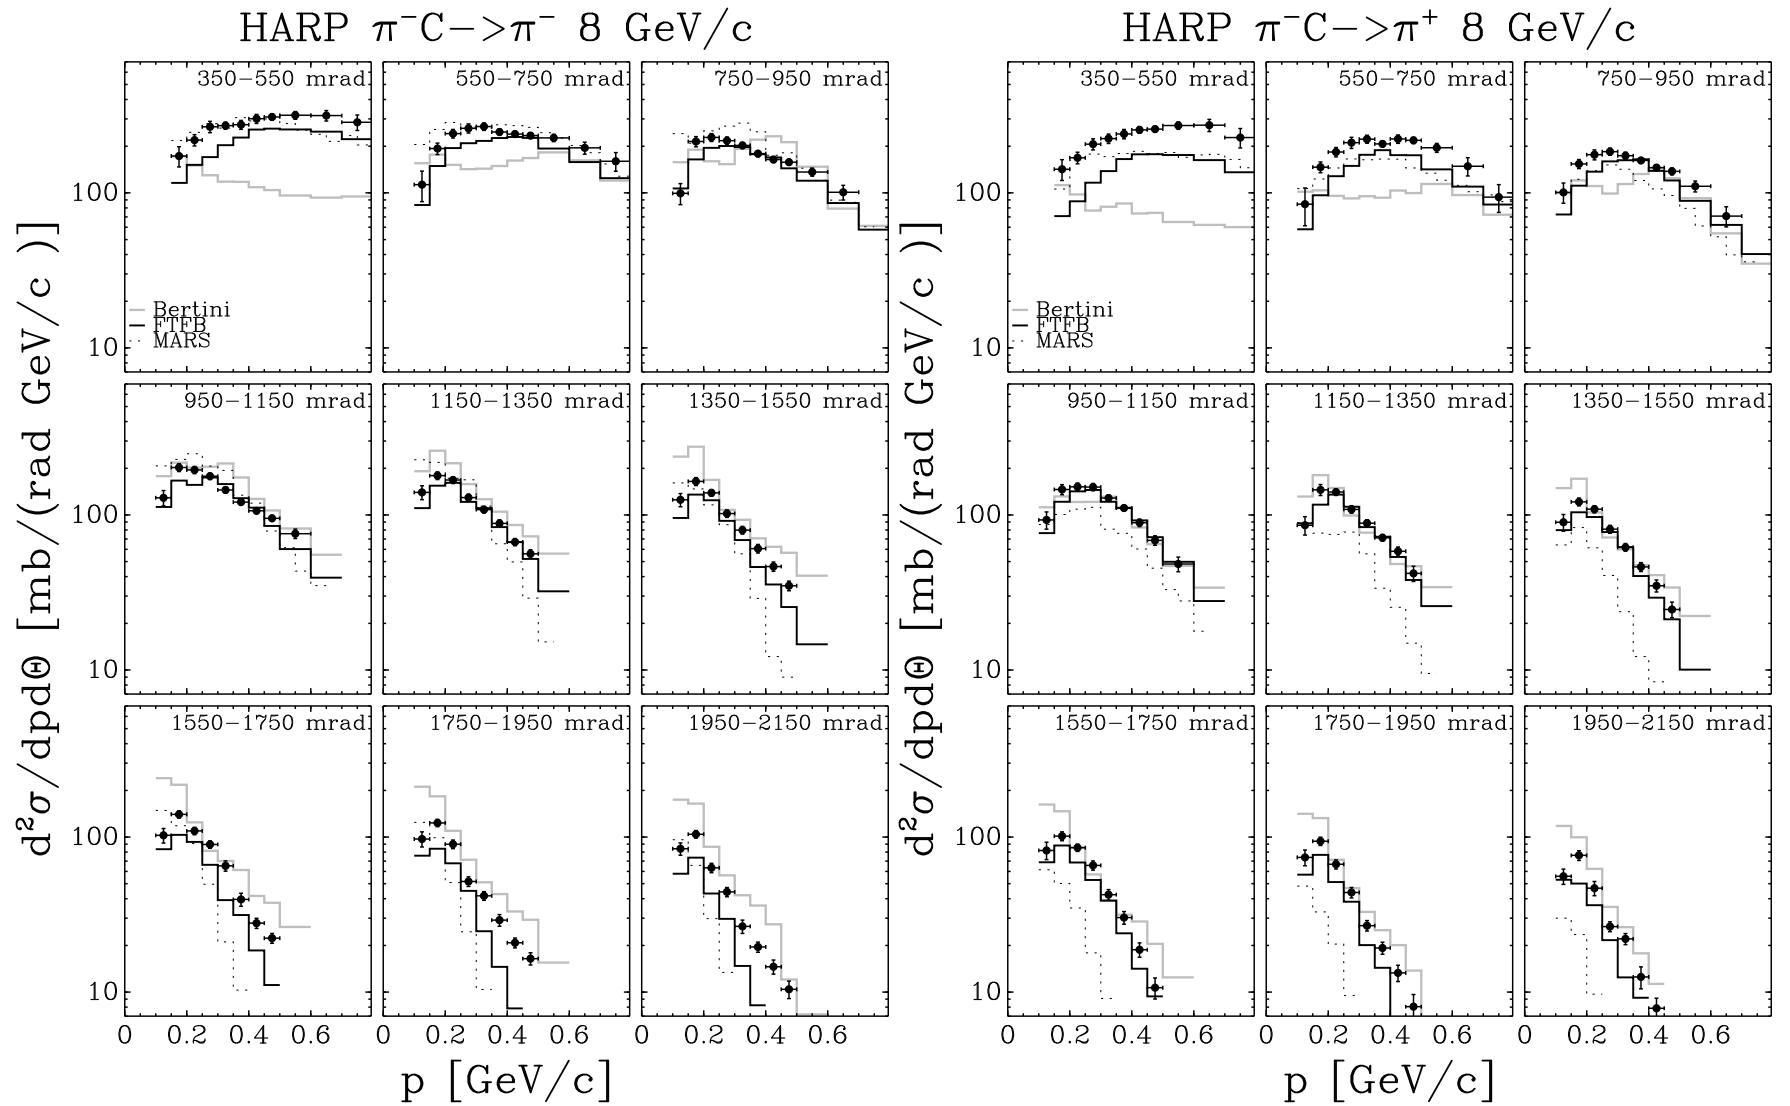 HARP π⁻C−>π⁻ 8 GeV/c
350−550 mrad
550−750 mrad
750−950 mrad
100
Bertini
FTFB
MARS
10
950−1150 mrad
1150−1350 mrad
1350−1550 mrad
100
10
1550−1750 mrad
1750−1950 mrad
1950−2150 mrad
100
10
0 0.2 0.4 0.6 0 0.2 0.4 0.6 0 0.2 0.4 0.6
d²σ/dpdΘ [mb/(rad GeV/c )]
p [GeV/c]
HARP π⁻C−>π⁺ 8 GeV/c
350−550 mrad
550−750 mrad
750−950 mrad
100
Bertini
FTFB
MARS
10
950−1150 mrad
1150−1350 mrad
1350−1550 mrad
100
10
1550−1750 mrad
1750−1950 mrad
1950−2150 mrad
100
10
0 0.2 0.4 0.6 0 0.2 0.4 0.6 0 0.2 0.4 0.6
d²σ/dpdΘ [mb/(rad GeV/c )]
p [GeV/c]